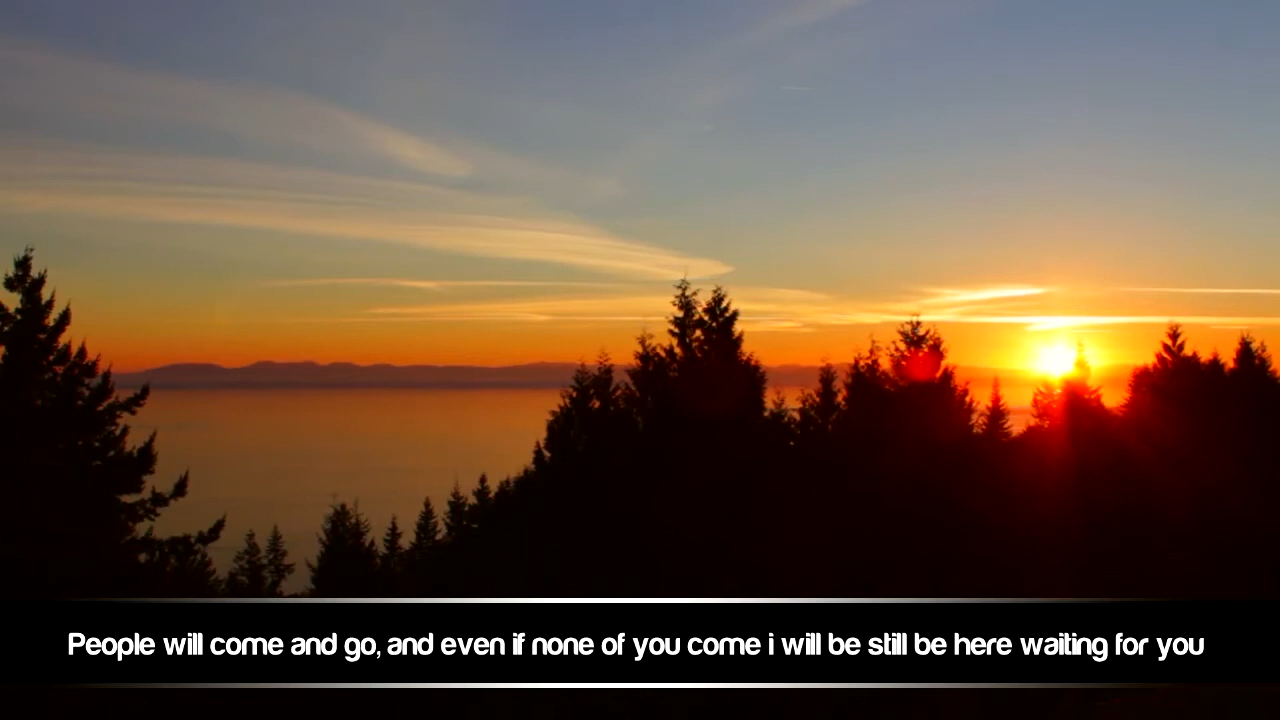 People will come and go, and even if none of you come i will be still be here waiting for you